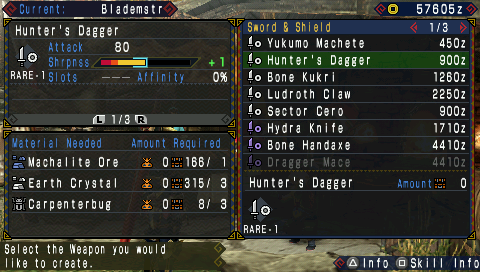 Current: Blademstr
57605z
Hunter's Dagger
Attack 80
Shrpnss +1
RARE-1 Slots --- Affinity 0%
L 1/3 R
Material Needed Amount Required
Machalite Ore 0 166/ 1
Earth Crystal 0 315/ 3
Carpenterbug 0 8/ 3
Select the Weapon you would
like to create.
Sword & Shield 1/3
Yukumo Machete 450z
Hunter's Dagger 900z
Bone Kukri 1260z
Ludroth Claw 2250z
Sector Cero 900z
Hydra Knife 1710z
Bone Handaxe 4410z
Dragger Mace 4410z
Hunter's Dagger Amount 0
RARE-1
Info Skill Info